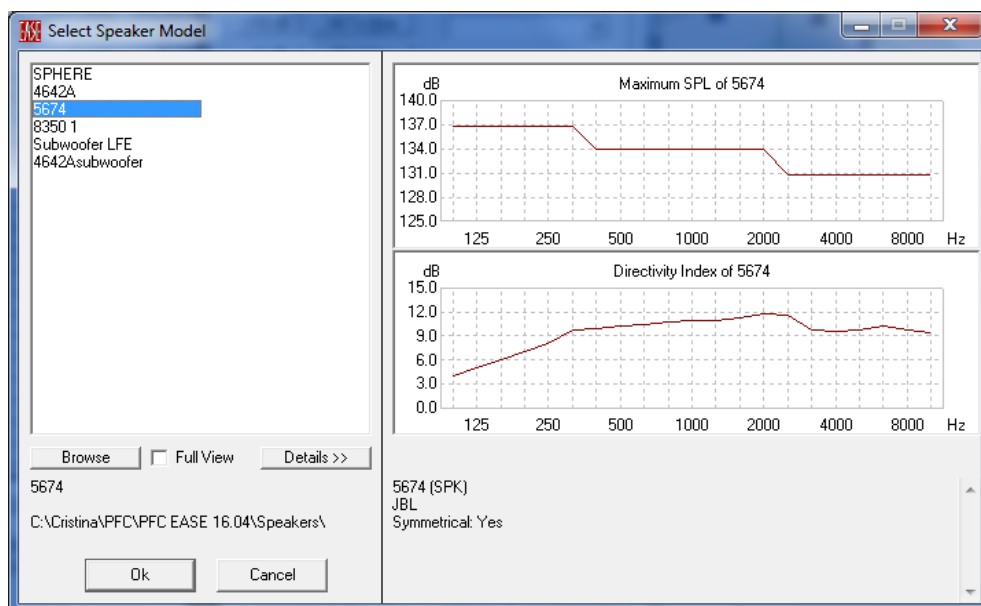 EASE Select Speaker Model
SPHERE
4642A
5674
8350 1
Subwoofer LFE
4642Asubwoofer
Browse
Full View
Details >>
5674
C:\Cristina\PFC\PFC EASE 16.04\Speakers\
Ok
Cancel
dB
Maximum SPL of 5674
140.0
137.0
134.0
131.0
128.0
125.0
125 250 500 1000 2000 4000 8000 Hz
dB
Directivity Index of 5674
15.0
12.0
9.0
6.0
3.0
0.0
125 250 500 1000 2000 4000 8000 Hz
5674 (SPK)
JBL
Symmetrical: Yes